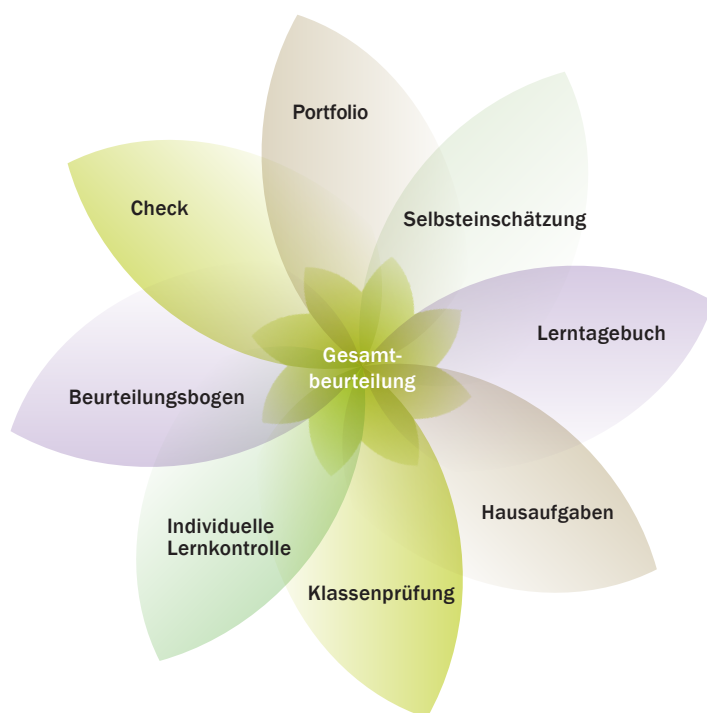 Portfolio
Check
Selbsteinschätzung
Lerntagebuch
Gesamt-
beurteilung
Beurteilungsbogen
Hausaufgaben
Individuelle
Lernkontrolle
Klassenprüfung